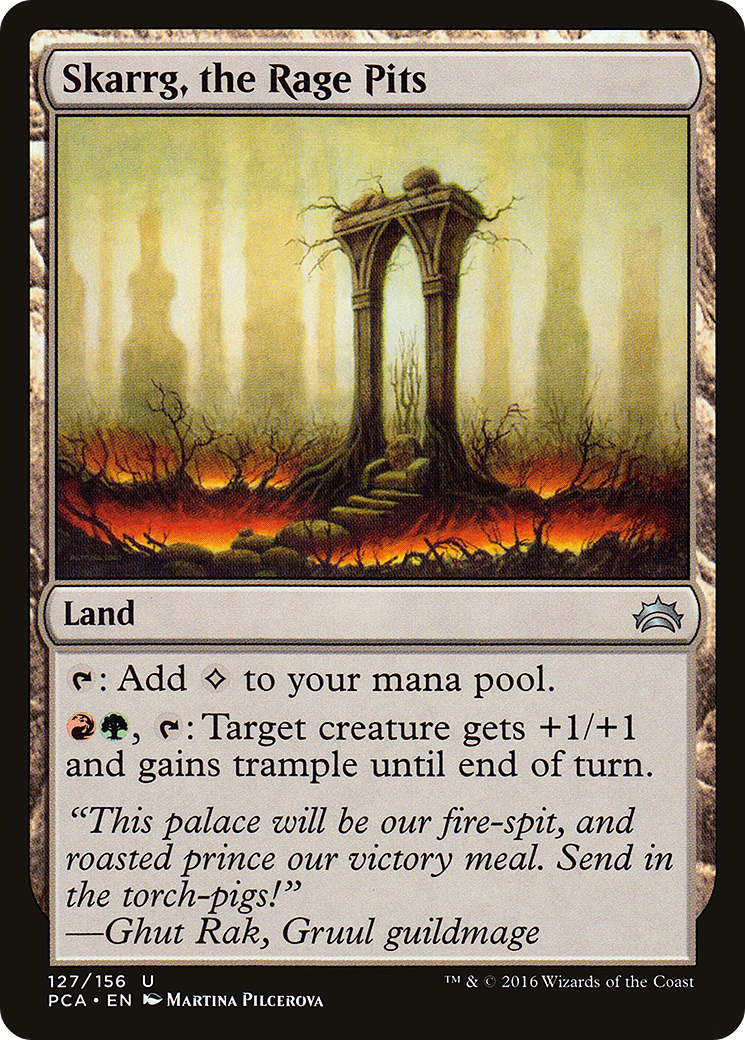 Skarrg, the Rage Pits
Land
: Add to your mana pool.
, : Target creature gets +1/+1
and gains trample until end of turn.
“This palace will be our fire-spit, and
roasted prince our victory meal. Send in
the torch-pigs!”
—Ghut Rak, Gruul guildmage
127/156 U
™ & © 2016 Wizards of the Coast
PCA • EN Martina Pilcerova